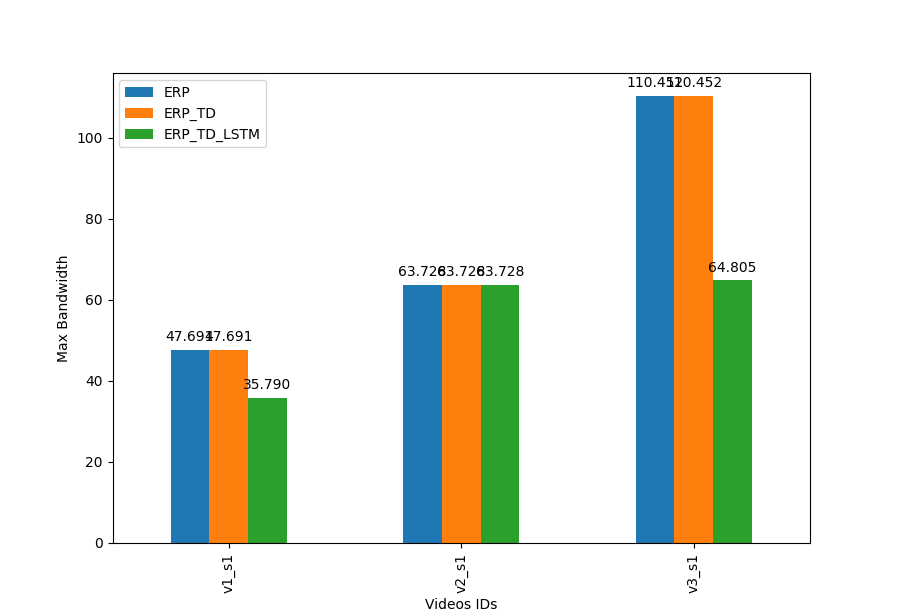 ERP
ERP_TD
ERP_TD_LSTM
110.452
110.452
64.805
63.728
63.728
63.728
47.691
47.691
35.790
100
80
60
40
20
0
Max Bandwidth
v1_s1
v2_s1
v3_s1
Videos IDs